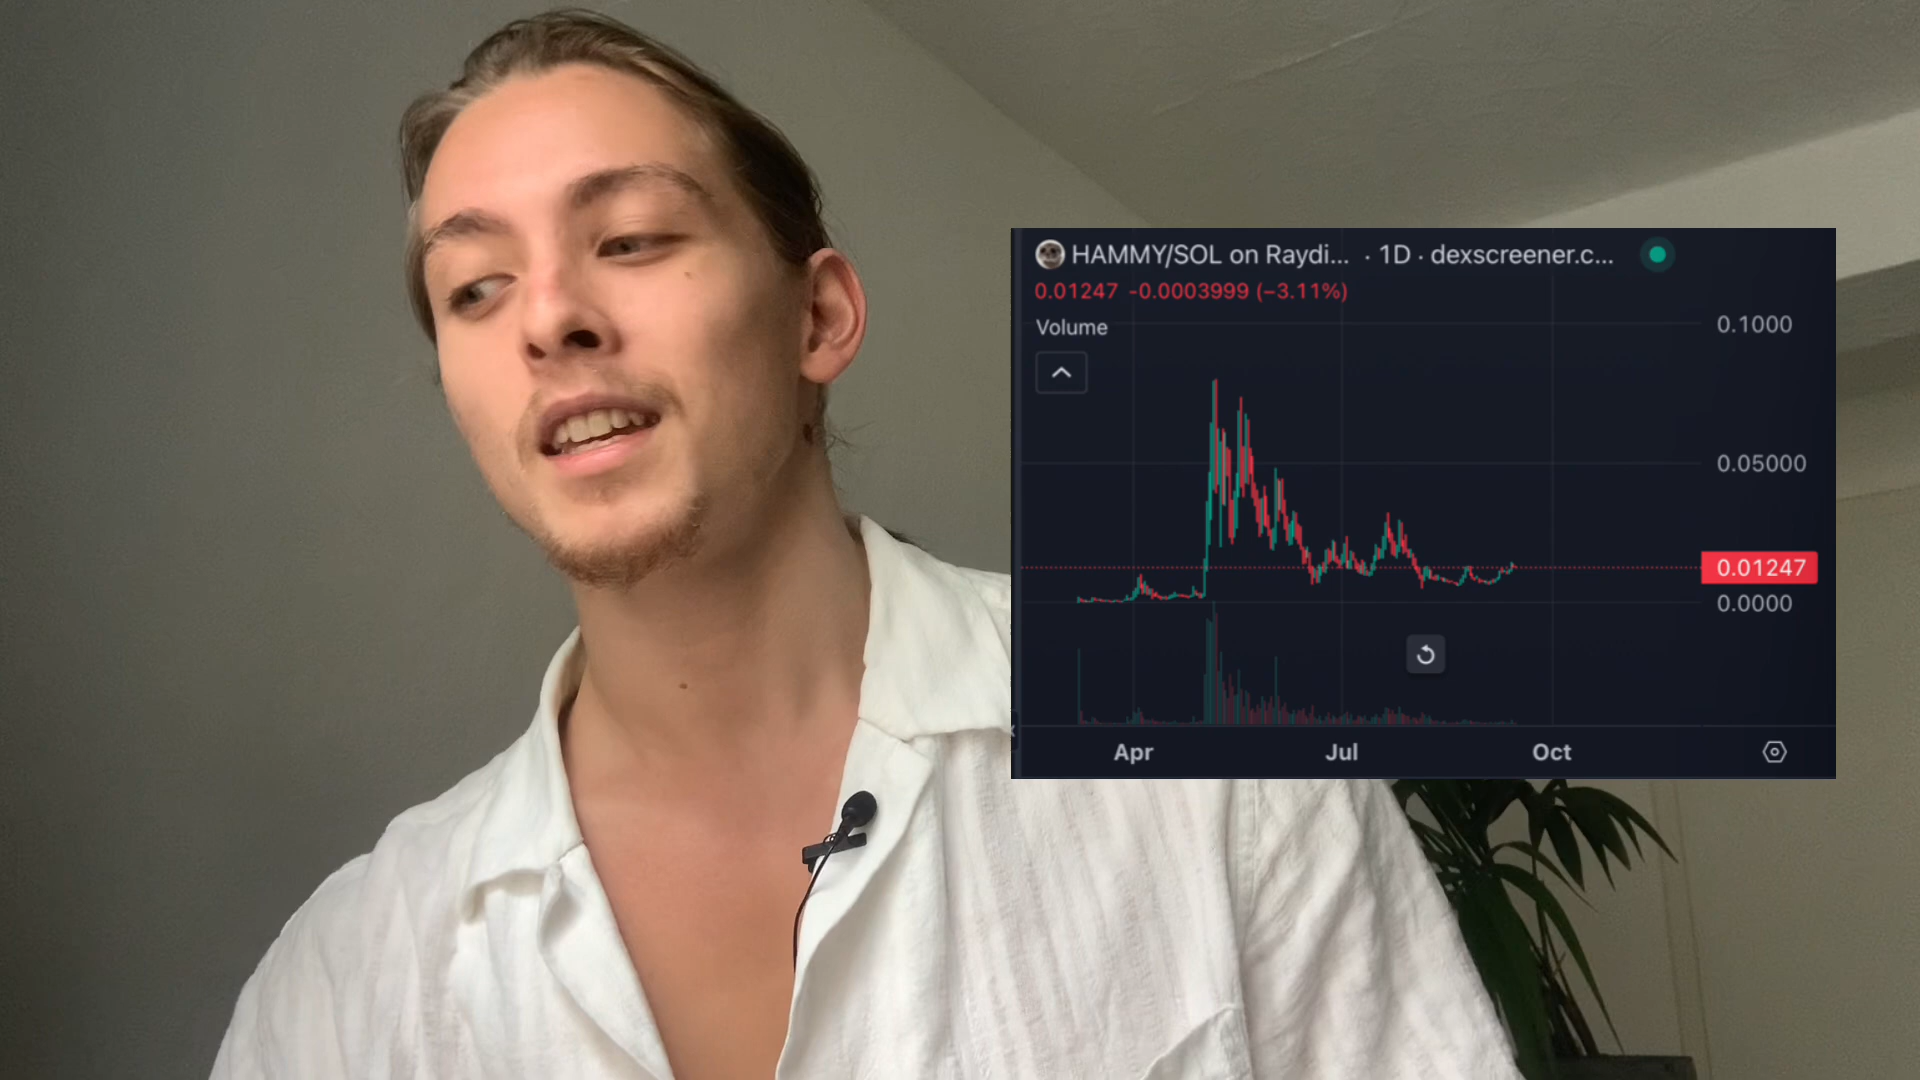 HAMMY/SOL on Raydi... · 1D · dexscreener.c...
0.01247 -0.0003999 (−3.11%)
Volume
0.1000
0.05000
0.01247
0.0000
Apr Jul Oct